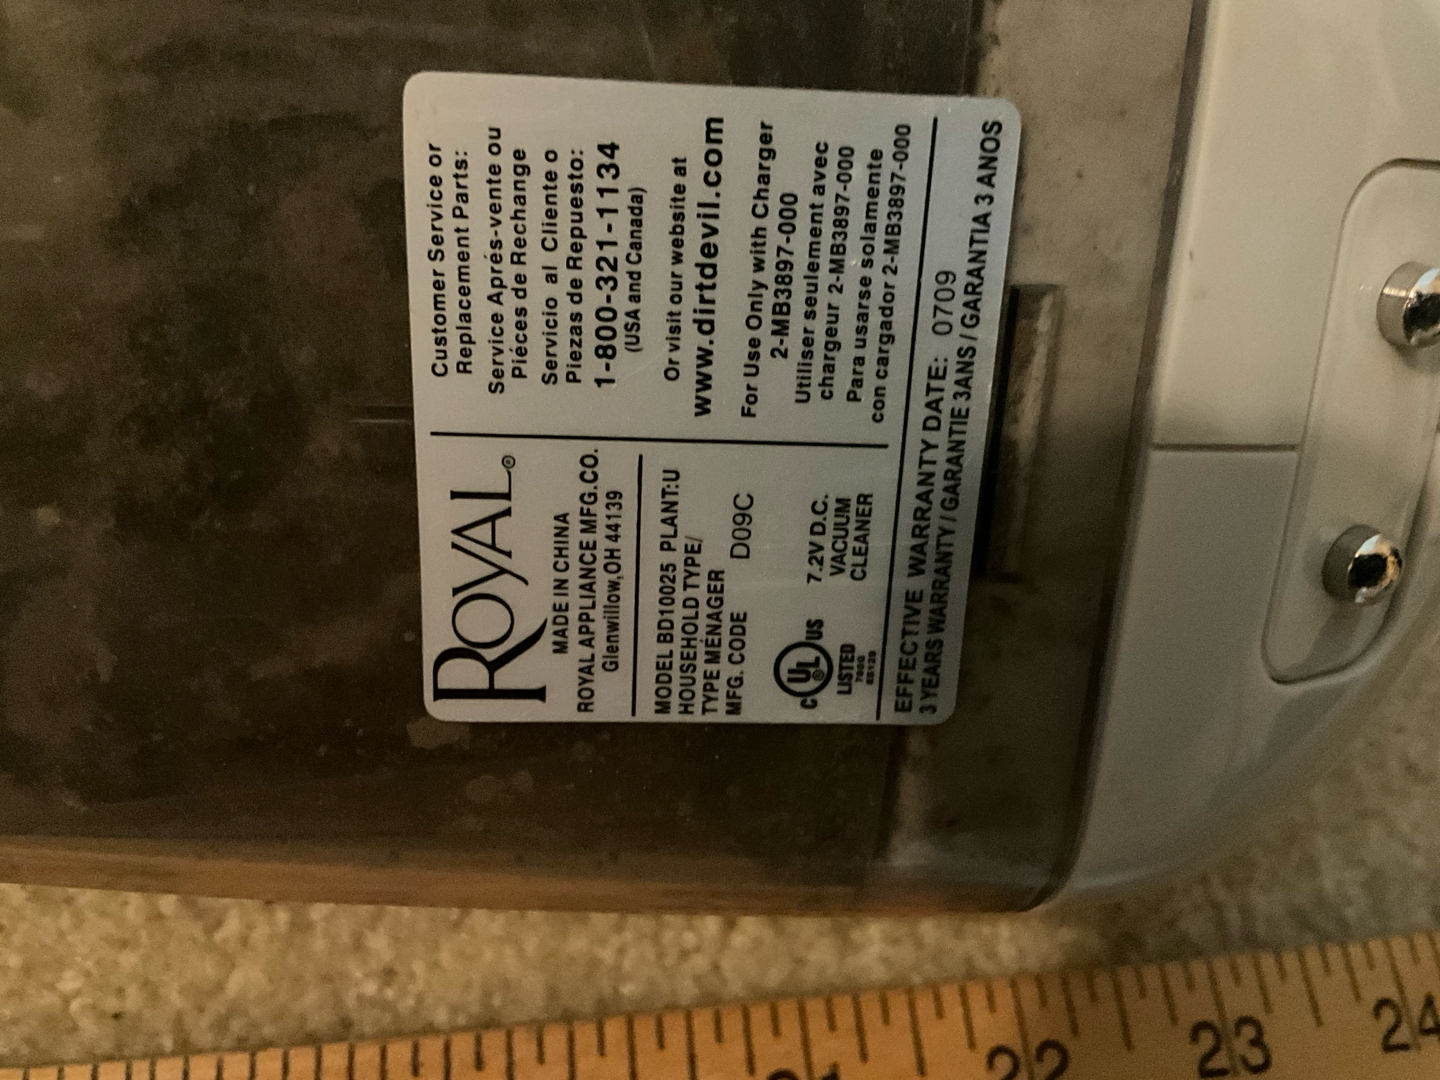 ROYAL®
MADE IN CHINA
ROYAL APPLIANCE MFG.CO.
Glenwillow,OH 44139
MODEL BD10025 PLANT:U
HOUSEHOLD TYPE/
TYPE MÉNAGER
MFG. CODE D09C
C UL US
LISTED
7.2V D.C.
VACUUM
CLEANER
Customer Service or
Replacement Parts:
Service Aprés-vente ou
Piéces de Rechange
Servicio al Cliente o
Piezas de Repuesto:
1-800-321-1134
(USA and Canada)
Or visit our website at
www.dirtdevil.com
For Use Only with Charger
2-MB3897-000
Utiliser seulement avec
chargeur 2-MB3897-000
Para usarse solamente
con cargador 2-MB3897-000
EFFECTIVE WARRANTY DATE: 0709
3 YEARS WARRANTY / GARANTIE 3ANS / GARANTIA 3 ANOS
22 23 24